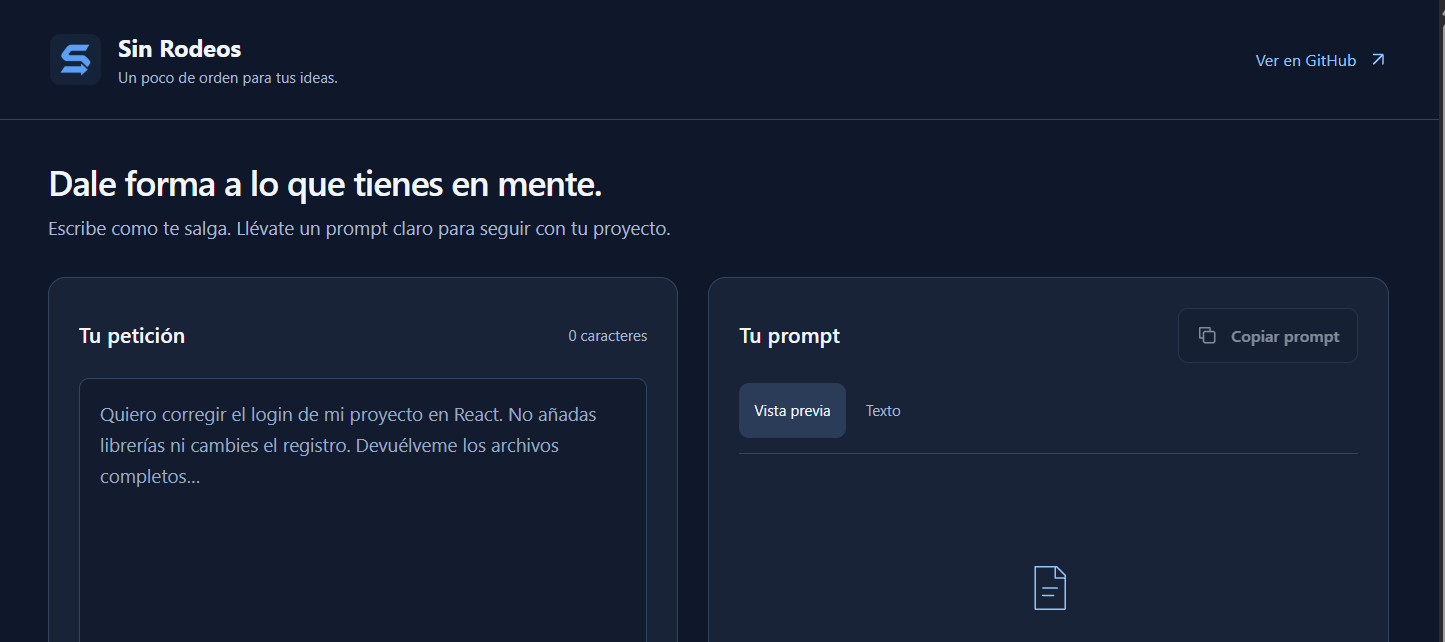 Sin Rodeos
Un poco de orden para tus ideas.
Ver en GitHub
Dale forma a lo que tienes en mente.
Escribe como te salga. Llévate un prompt claro para seguir con tu proyecto.
Tu petición
0 caracteres
Quiero corregir el login de mi proyecto en React. No añadas
librerías ni cambies el registro. Devuélveme los archivos
completos...
Tu prompt
Copiar prompt
Vista previa
Texto